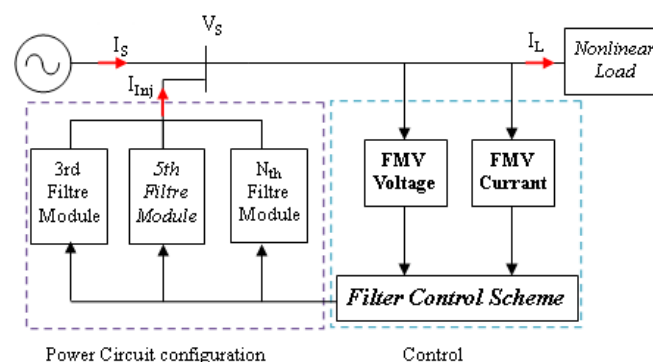 V_S
I_S
I_L
Nonlinear
Load
I_Inj
3rd
Filtre
Module
5th
Filtre
Module
N_th
Filtre
Module
FMV
Voltage
FMV
Currant
Filter Control Scheme
Power Circuit configuration
Control